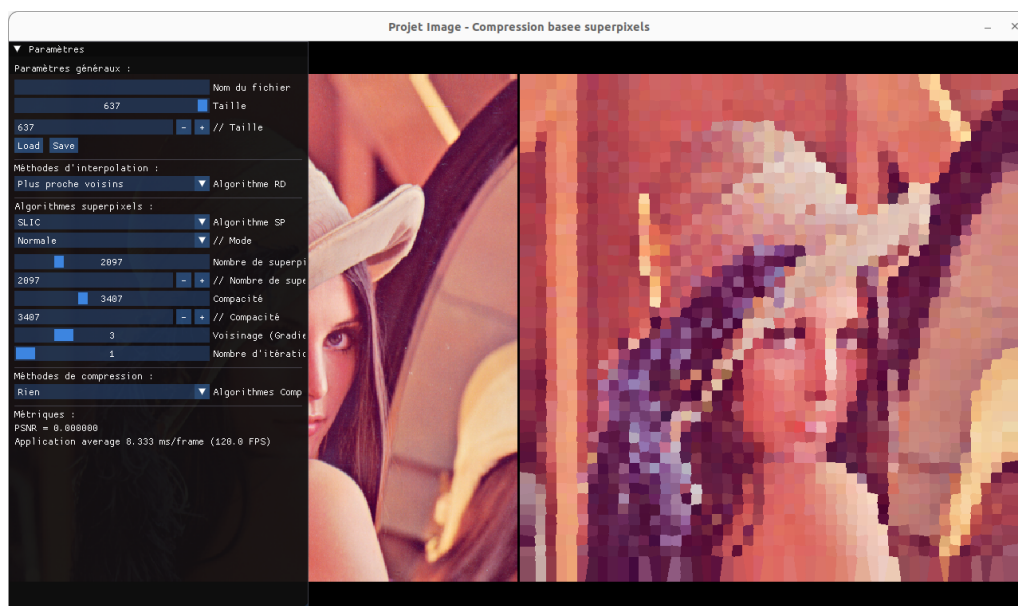 Projet Image - Compression basee superpixels
Paramètres
Paramètres généraux :
Nom du fichier
637 Taille
637 - + // Taille
Load Save
Méthodes d'interpolation :
Plus proche voisins Algorithme RD
Algorithmes superpixels :
SLIC Algorithme SP
Normale // Mode
2097 Nombre de superpi
2097 - + // Nombre de supe
3407 Compacité
3407 - + // Compacité
3 Voisinage (Gradie
1 Nombre d'itératio
Méthodes de compression :
Rien Algorithmes Comp
Métriques :
PSNR = 0.000000
Application average 8.333 ms/frame (120.0 FPS)